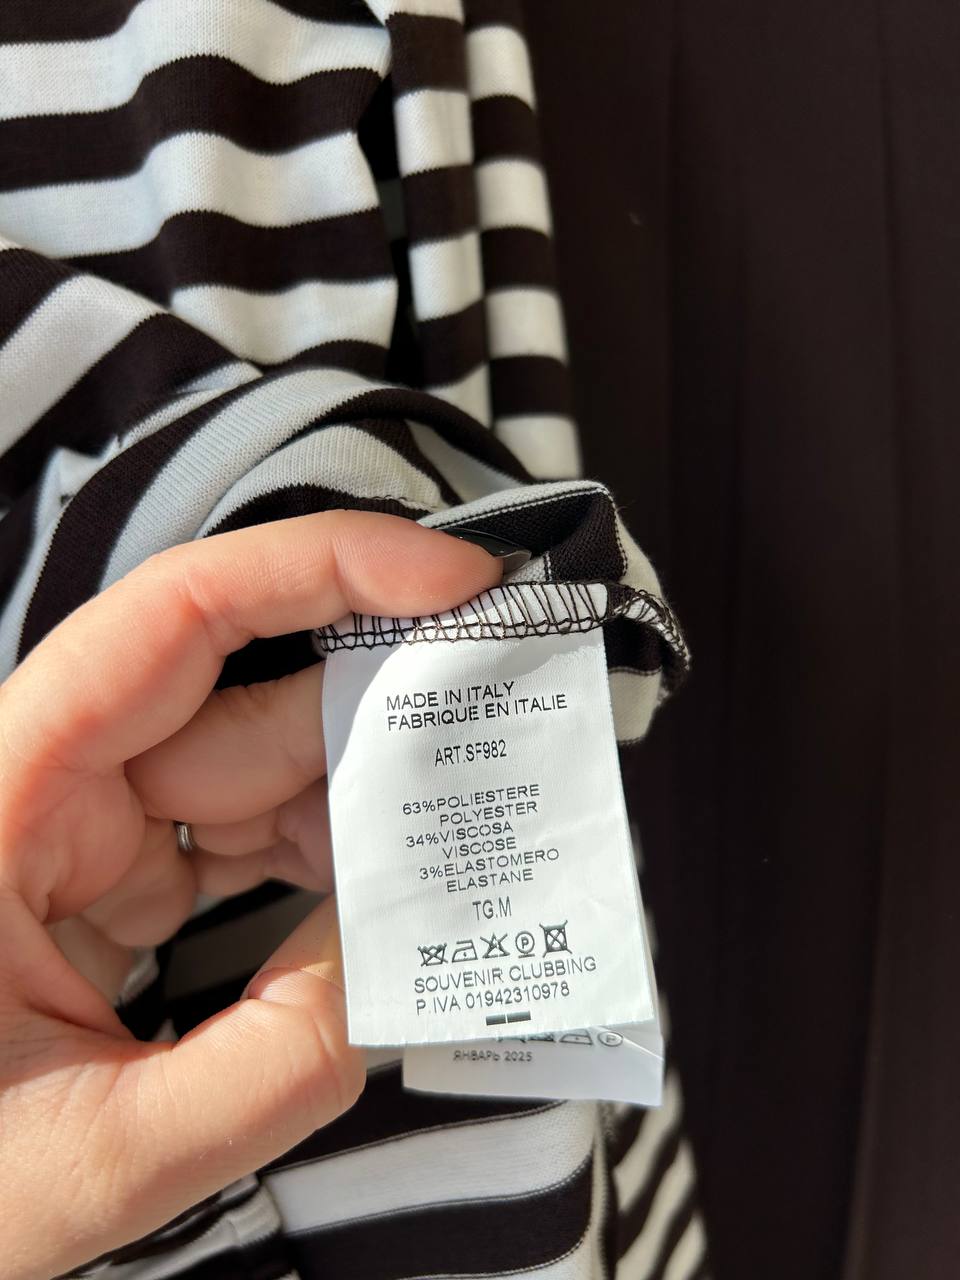 MADE IN ITALY
FABRIQUE EN ITALIE
ART.SF982
63%POLIESTERE
POLYESTER
34%VISCOSA
VISCOSE
3%ELASTOMERO
ELASTANE
TG.M
P
SOUVENIR CLUBBING
P.IVA 01942310978
P
ЯНВАРЬ 2025